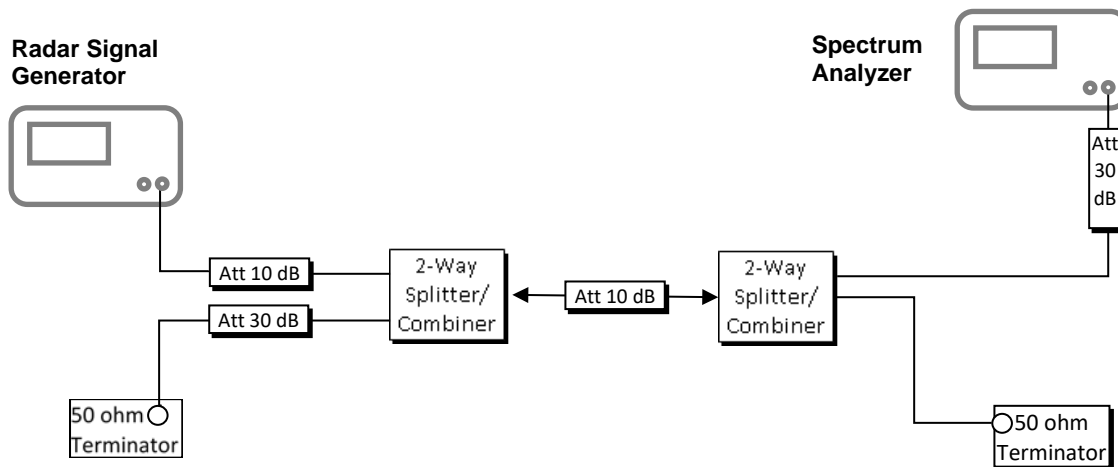 Radar Signal
Generator
Spectrum
Analyzer
Att
30
dB
Att 10 dB
2-Way
Splitter/
Combiner
Att 10 dB
2-Way
Splitter/
Combiner
Att 30 dB
50 ohm
Terminator
50 ohm
Terminator